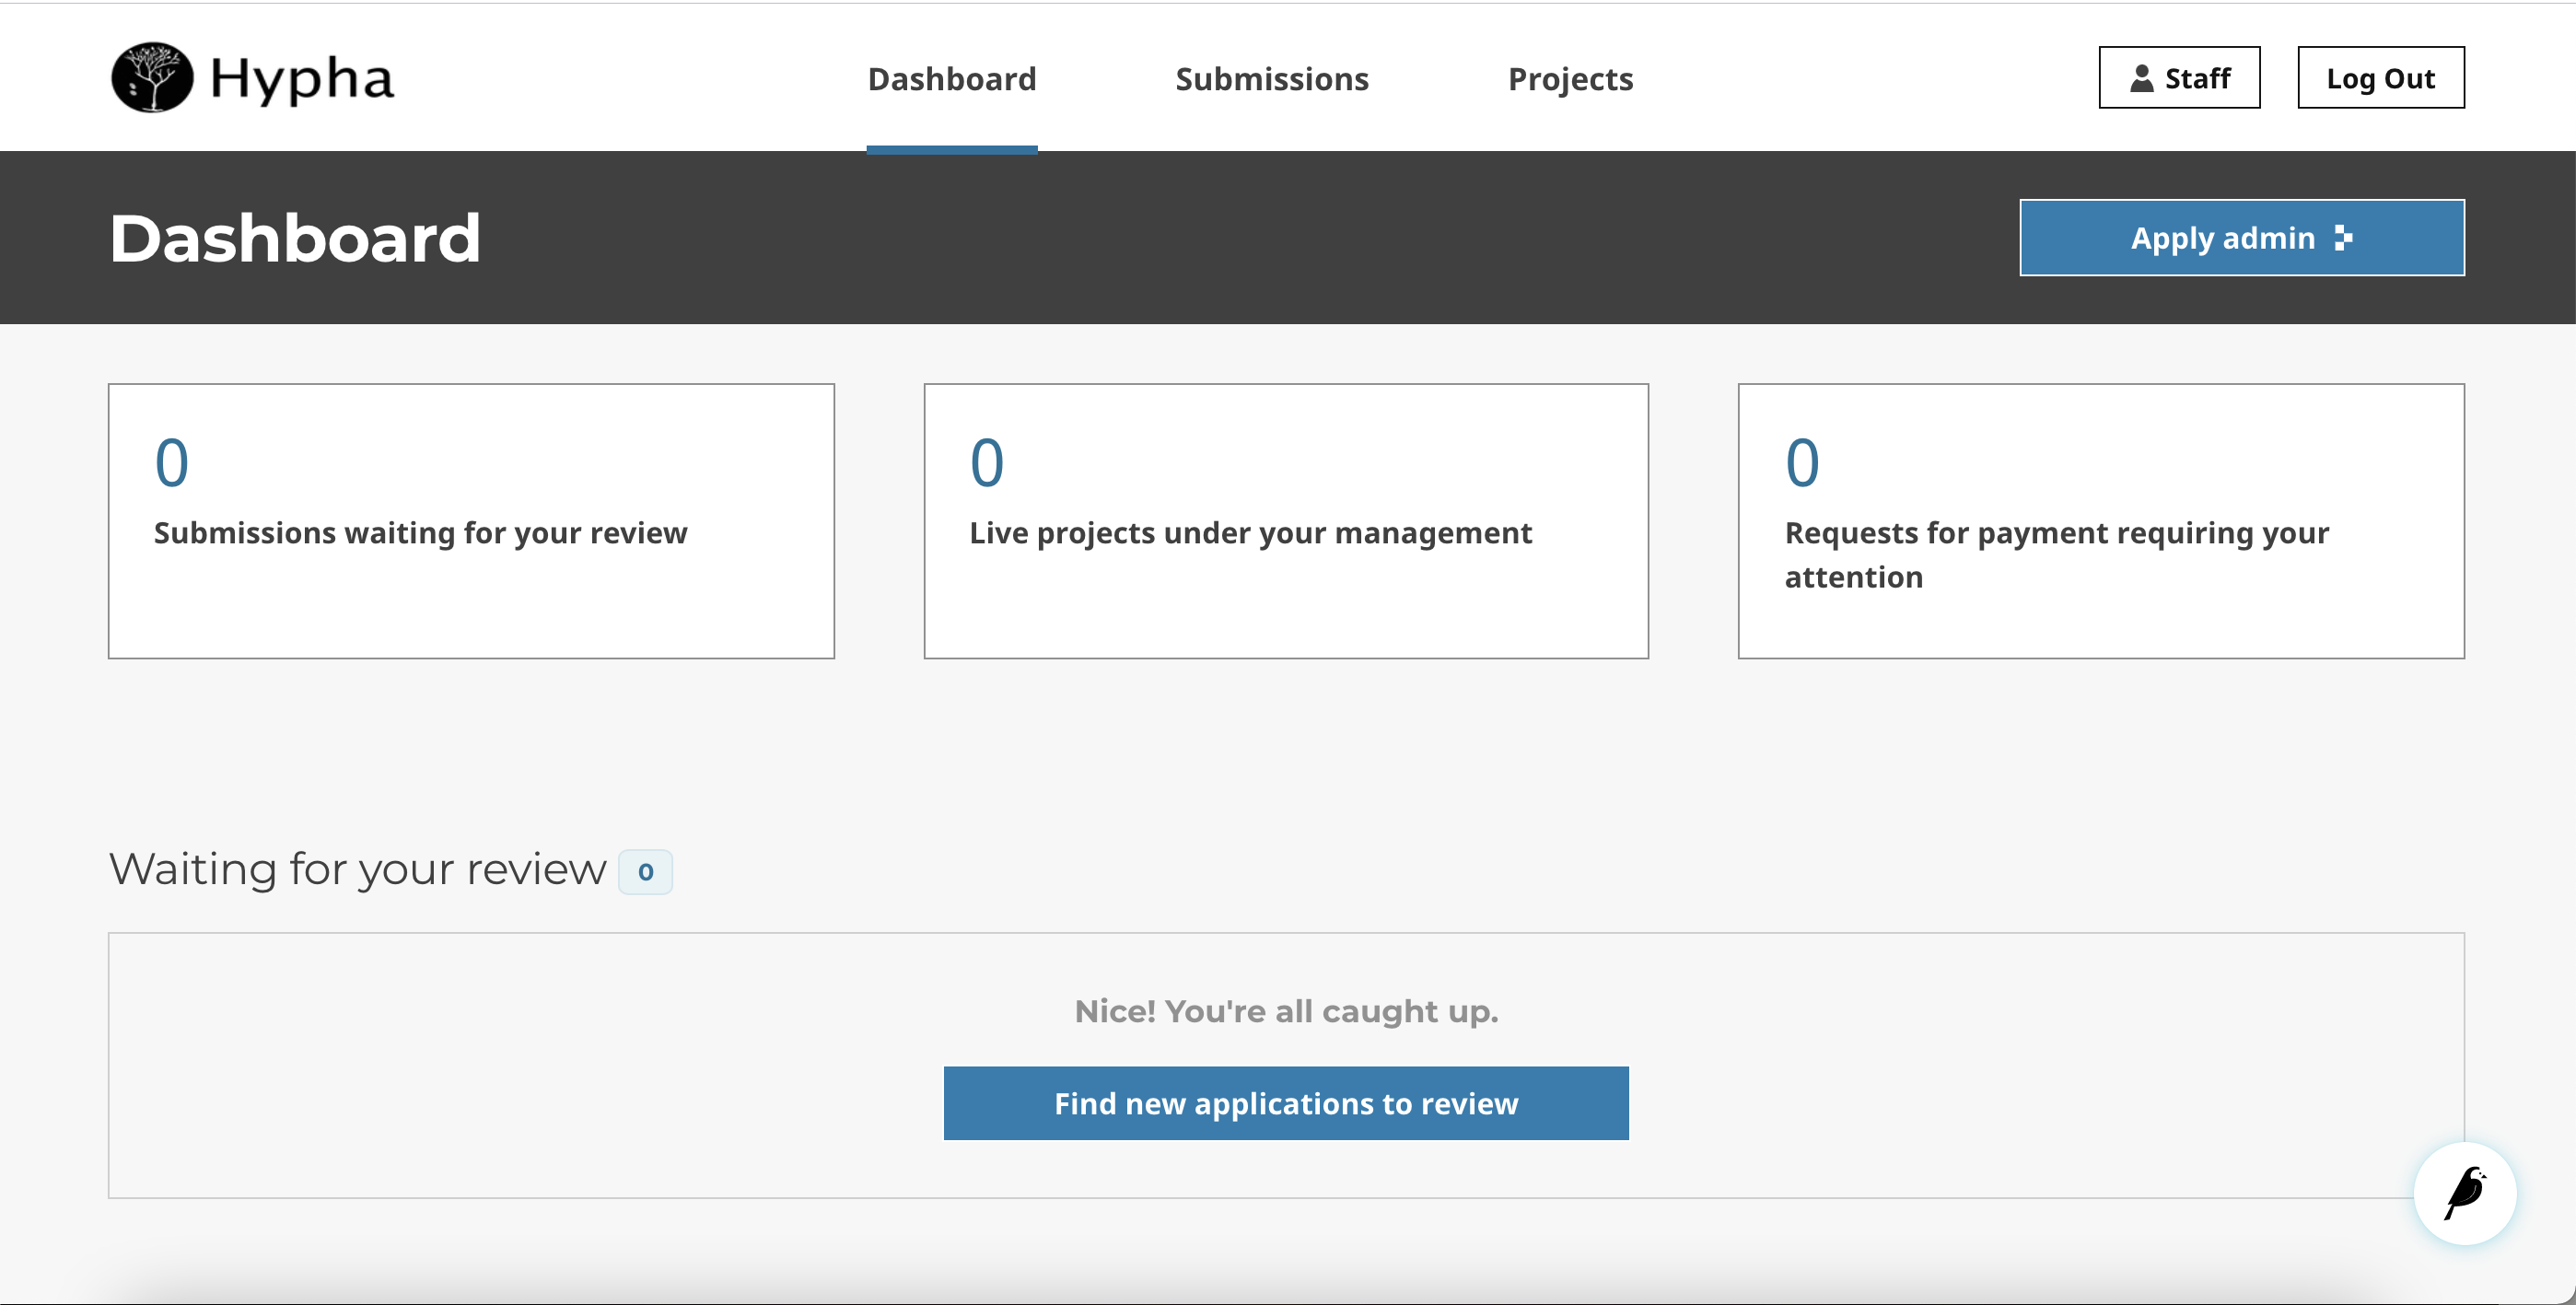 Hypha
Dashboard
Submissions
Projects
Staff
Log Out
Dashboard
Apply admin
0
Submissions waiting for your review
0
Live projects under your management
0
Requests for payment requiring your
attention
Waiting for your review 0
Nice! You're all caught up.
Find new applications to review